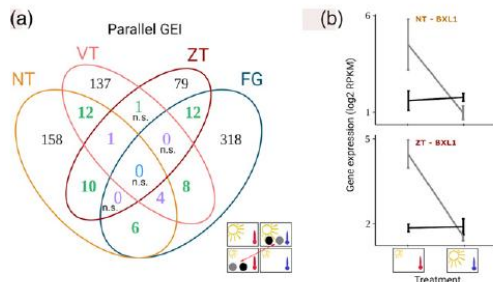 (a)
Parallel GEI
NT
VT
ZT
FG
137
79
158
318
12
1
n.s.
12
1
0
n.s.
0
n.s.
10
0
n.s.
4
8
6
(b)
NT - BXL1
6
1
Gene expression (log2 RPKM)
ZT - BXL1
5
2
Treatment